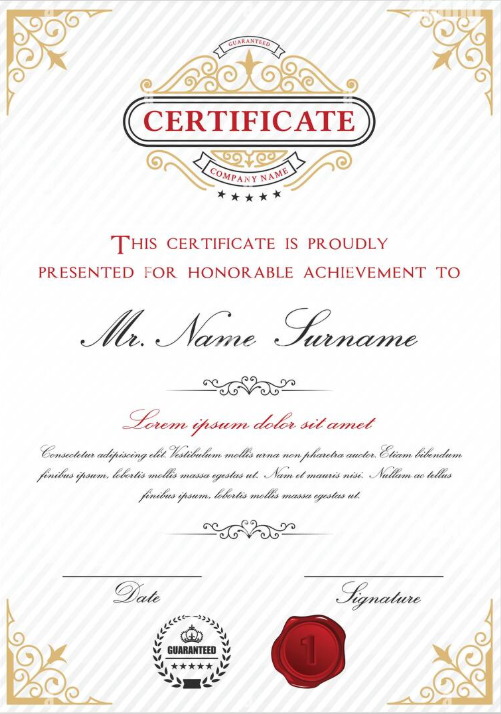 GUARANTEED
CERTIFICATE
COMPANY NAME
THIS CERTIFICATE IS PROUDLY
PRESENTED FOR HONORABLE ACHIEVEMENT TO
Mr. Name Surname
Lorem ipsum dolor sit amet
Consectetur adipiscing elit. Vestibulum mollis urna non pharetra auctor. Etiam bibendum
finibus ipsum, lobortis mollis massa egestas ut. Nam et mauris nisi. Nullam ac tellus
finibus ipsum, lobortis mollis massa egestas ut.
Date
Signature
GUARANTEED
1